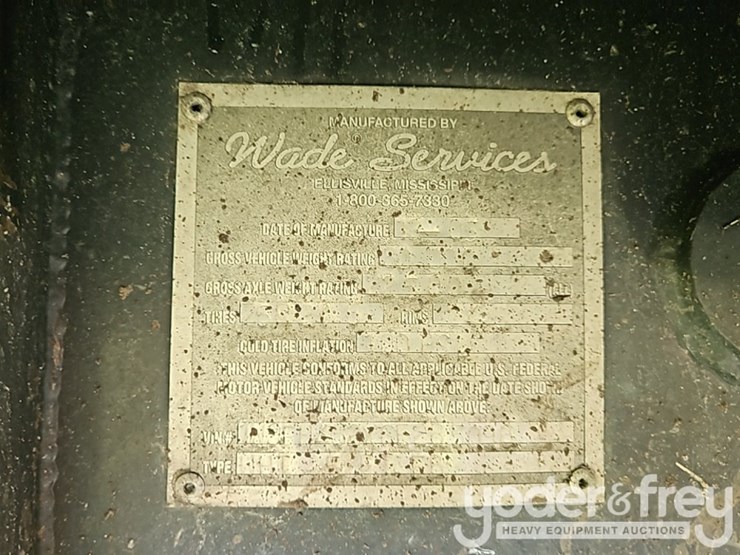 MANUFACTURED BY
Wade Services
ELLISVILLE, MISSISSIPPI
1-800-365-7330
DATE OF MANUFACTURE
GROSS VEHICLE WEIGHT RATING
GROSS AXLE WEIGHT RATING
TIRES RIMS
COLD TIRE INFLATION
THIS VEHICLE CONFORMS TO ALL APPLICABLE U.S. FEDERAL
MOTOR VEHICLE STANDARDS IN EFFECT ON THE DATE SHOWN
OF MANUFACTURE SHOWN ABOVE
VIN#
TYPE
yoder&frey
HEAVY EQUIPMENT AUCTIONS